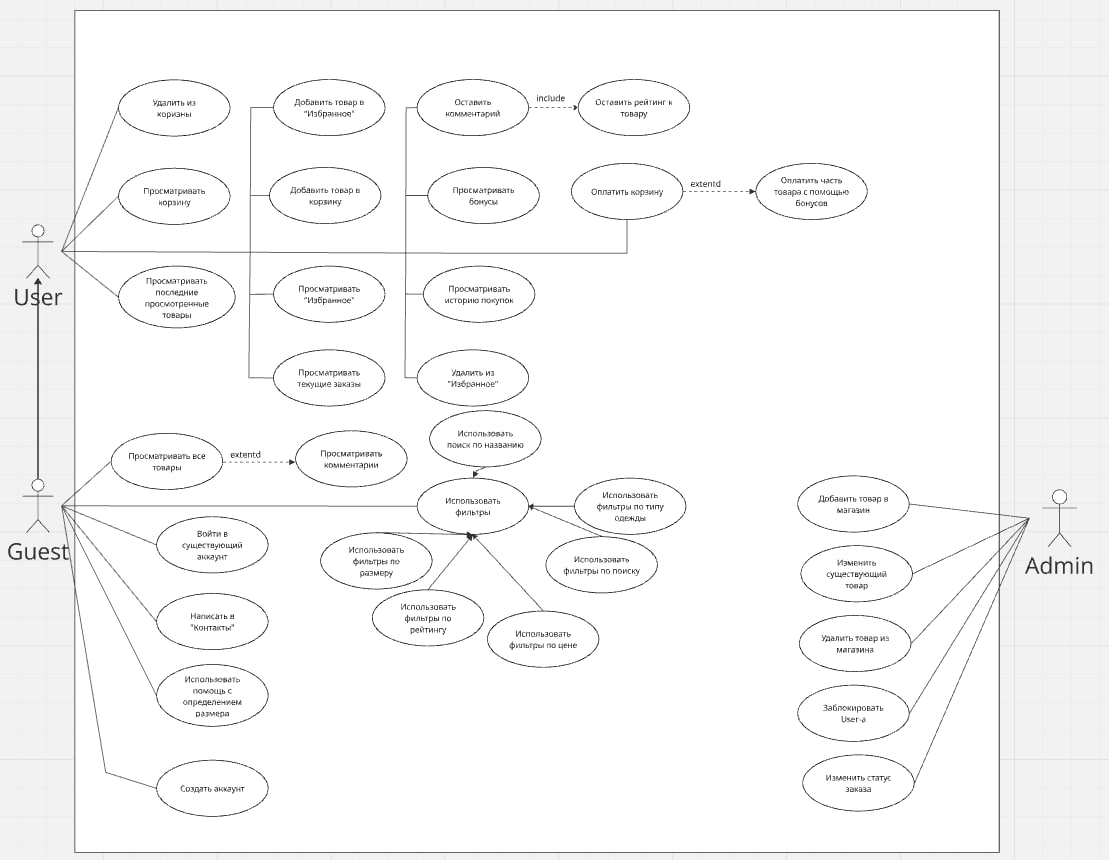 Удалить из
коризны
Добавить товар в
"Избранное"
Оставить
комментарий
include
Оставить рейтинг к
товару
Просматривать
корзину
Добавить товар в
корзину
Просматривать
бонусы
Оплатить корзину
extentd
Оплатить часть
товара с помощью
бонусов
User
Просматривать
последние
просмотренные
товары
Просматривать
"Избранное"
Просматривать
историю покупок
Просматривать
текущие заказы
Удалить из
"Избранное"
Просматривать все
товары
extentd
Просматривать
комментарии
Использовать
поиск по названию
Использовать
фильтры
Использовать
фильтры по типу
одежды
Guest
Войти в
существующий
аккаунт
Использовать
фильтры по
размеру
Использовать
фильтры по поиску
Написать в
"Контакты"
Использовать
фильтры по
рейтингу
Использовать
фильтры по цене
Использовать
помощь с
определением
размера
Создать аккаунт
Добавить товар в
магазин
Admin
Изменить
существующий
товар
Удалить товар из
магазина
Заблокировать
User-а
Изменить статус
заказа